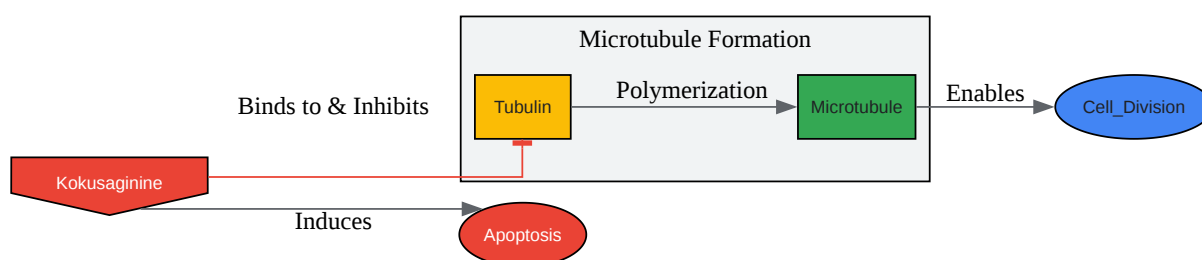 Microtubule Formation
Binds to & Inhibits
Tubulin
Polymerization
Microtubule
Enables
Cell_Division
Kokusaginine
Induces
Apoptosis